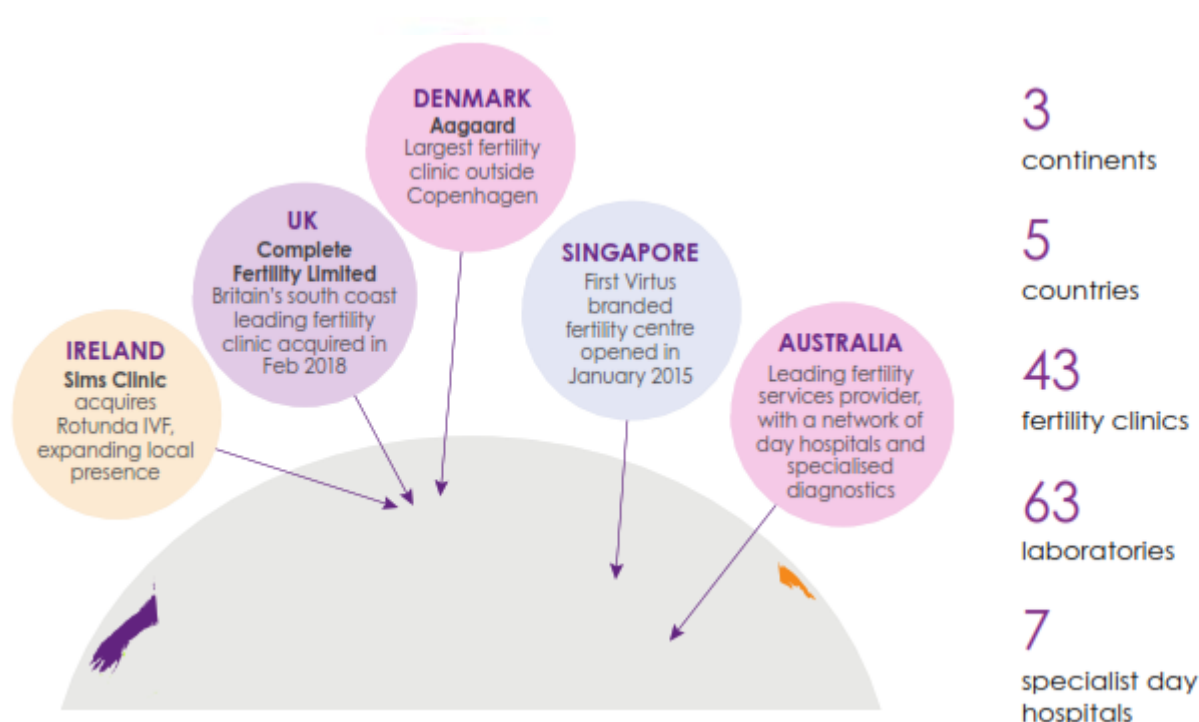 DENMARK
Aagaard
Largest fertility
clinic outside
Copenhagen
UK
Complete
Fertility Limited
Britain's south coast
leading fertility
clinic acquired in
Feb 2018
SINGAPORE
First Virtus
branded
fertility centre
opened in
January 2015
IRELAND
Sims Clinic
acquires
Rotunda IVF,
expanding local
presence
AUSTRALIA
Leading fertility
services provider,
with a network of
day hospitals and
specialised
diagnostics
3
continents
5
countries
43
fertility clinics
63
laboratories
7
specialist day
hospitals